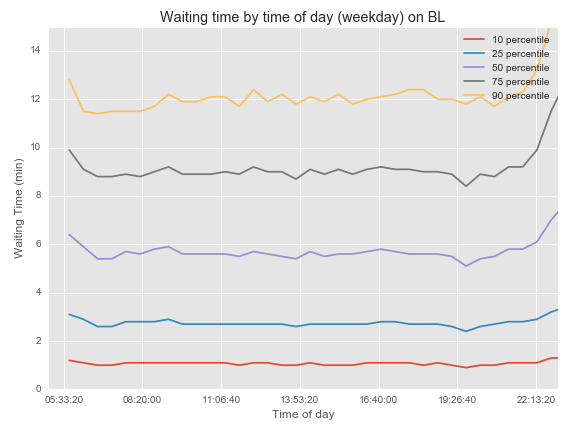 Waiting time by time of day (weekday) on BL
10 percentile
25 percentile
50 percentile
75 percentile
90 percentile
Waiting Time (min)
14
12
10
8
6
4
2
0
05:33:20 08:20:00 11:06:40 13:53:20 16:40:00 19:26:40 22:13:20
Time of day